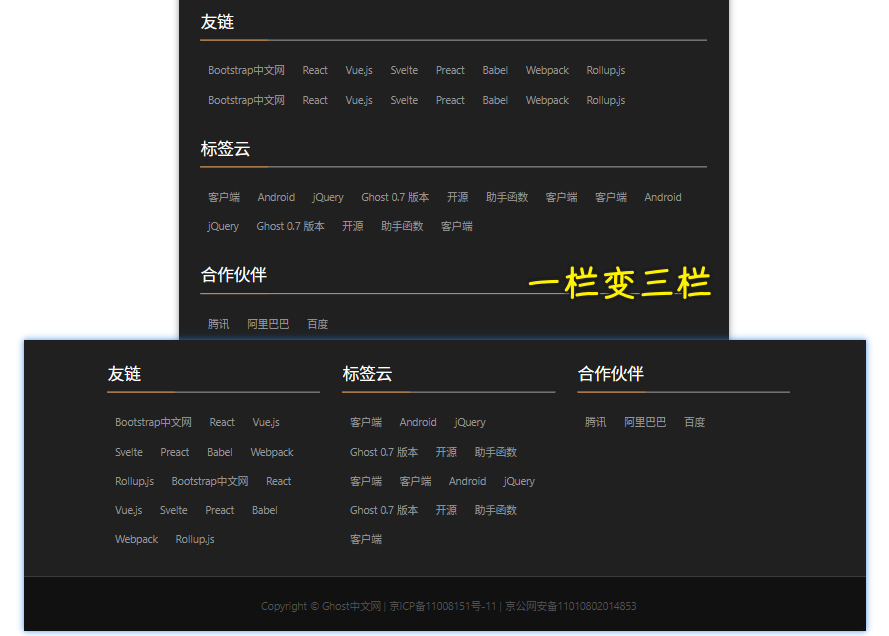 友链
Bootstrap中文网 React Vue.js Svelte Preact Babel Webpack Rollup.js
Bootstrap中文网 React Vue.js Svelte Preact Babel Webpack Rollup.js
标签云
客户端 Android jQuery Ghost 0.7 版本 开源 助手函数 客户端 客户端 Android
jQuery Ghost 0.7 版本 开源 助手函数 客户端
合作伙伴
一栏变三栏
腾讯 阿里巴巴 百度
友链
Bootstrap中文网 React Vue.js
Svelte Preact Babel Webpack
Rollup.js Bootstrap中文网 React
Vue.js Svelte Preact Babel
Webpack Rollup.js
标签云
客户端 Android jQuery
Ghost 0.7 版本 开源 助手函数
客户端 客户端 Android jQuery
Ghost 0.7 版本 开源 助手函数
客户端
合作伙伴
腾讯 阿里巴巴 百度
Copyright © Ghost中文网 | 京ICP备11008151号-11 | 京公网安备11010802014853